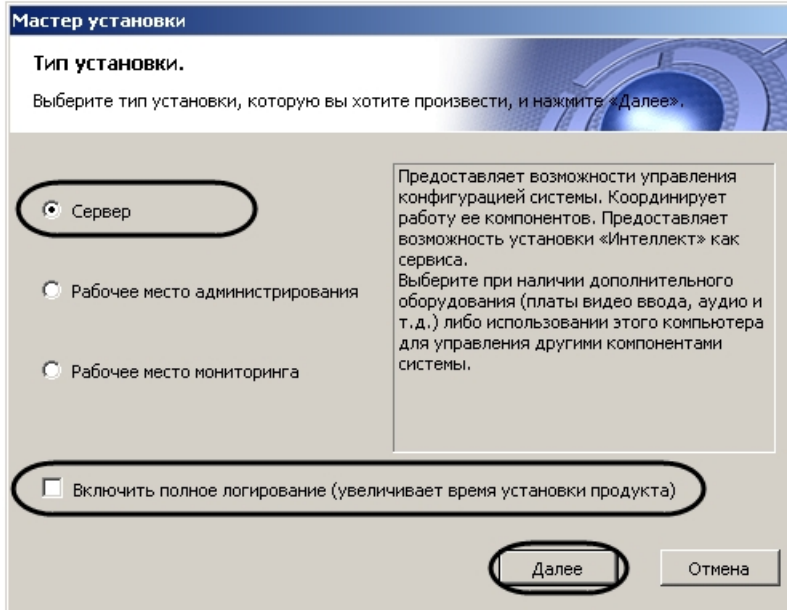 Мастер установки
Тип установки.
Выберите тип установки, которую вы хотите произвести, и нажмите «Далее».
Сервер
Рабочее место администрирования
Рабочее место мониторинга
Предоставляет возможности управления
конфигурацией системы. Координирует
работу ее компонентов. Предоставляет
возможность установки «Интеллект» как
сервиса.
Выберите при наличии дополнительного
оборудования (платы видео ввода, аудио и
т.д.) либо использовании этого компьютера
для управления другими компонентами
системы.
Включить полное логирование (увеличивает время установки продукта)
Далее
Отмена